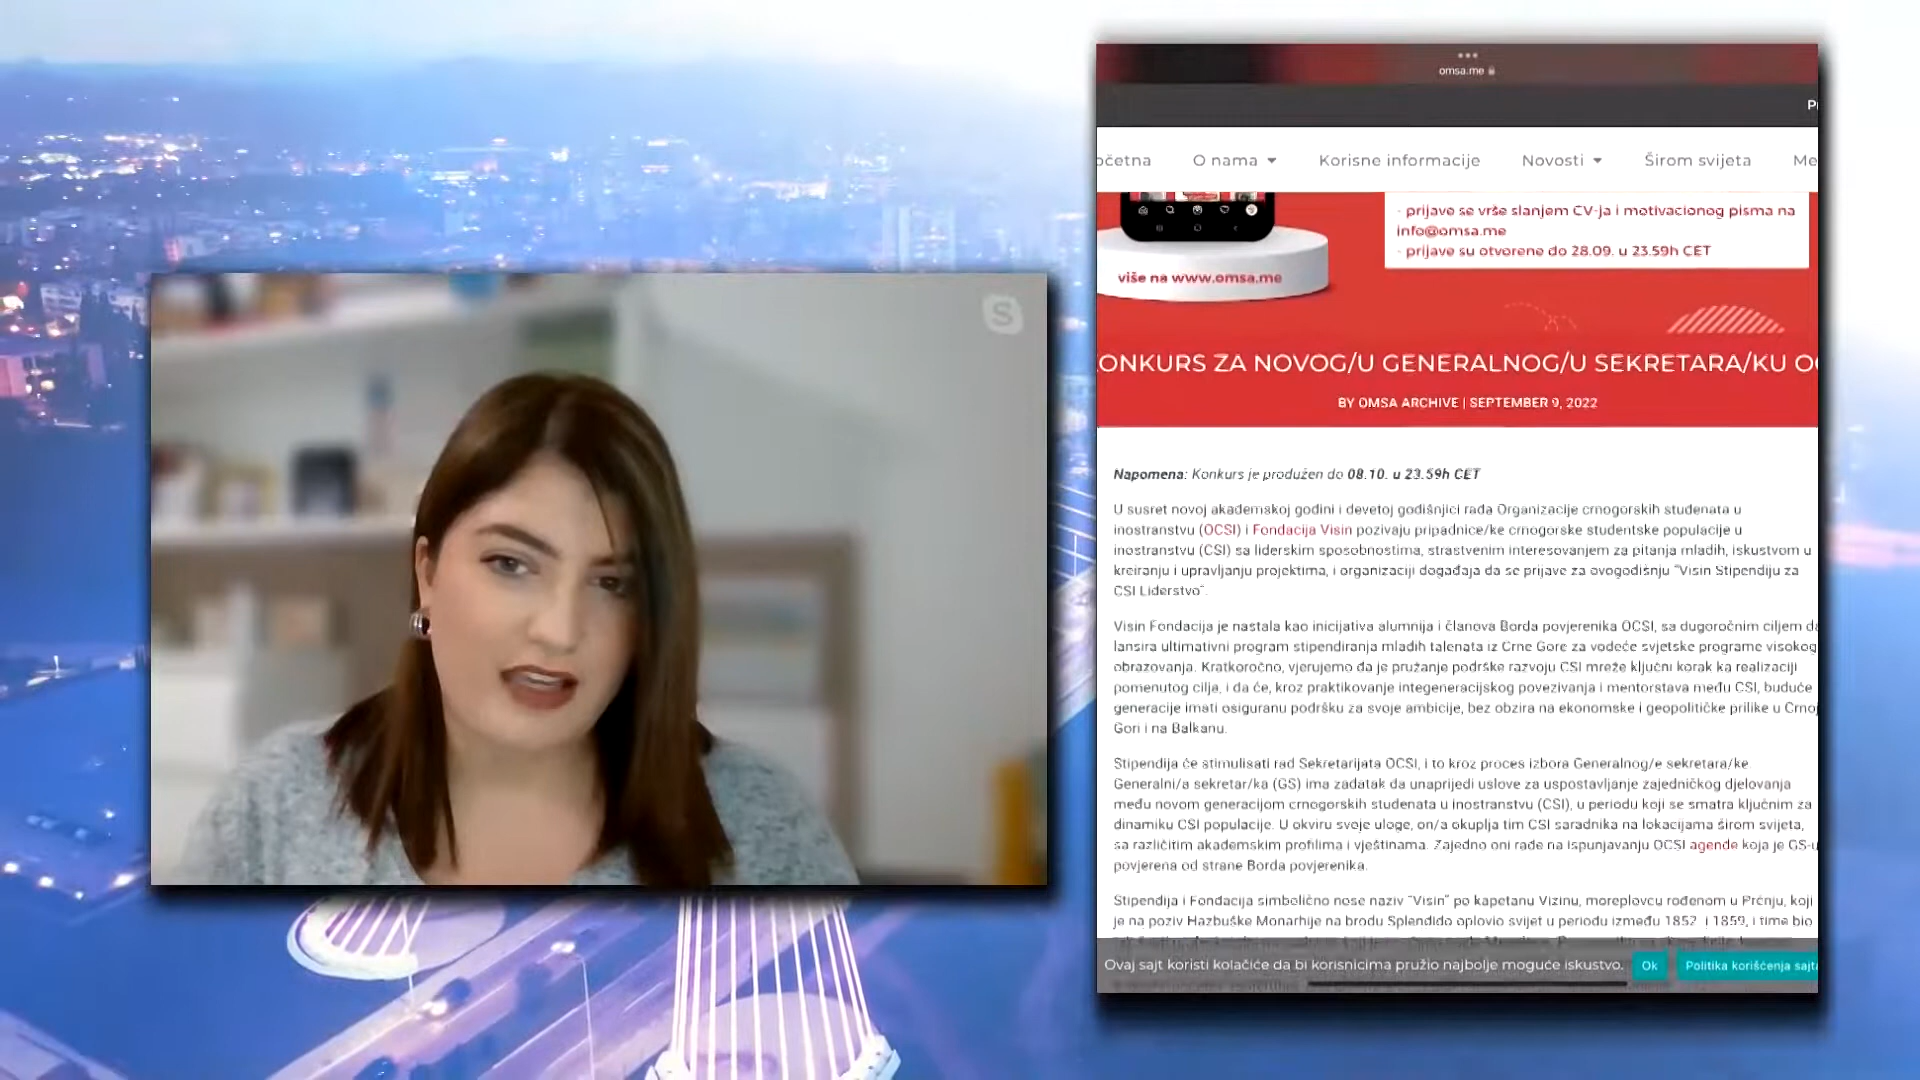 omsa.me
očetna O nama Korisne informacije Novosti Širom svijeta Me
- prijave se vrše slanjem CV-ja i motivacionog pisma na
info@omsa.me
- prijave su otvorene do 28.09. u 23.59h CET
više na www.omsa.me
ONKURS ZA NOVOG/U GENERALNOG/U SEKRETARA/KU
BY OMSA ARCHIVE | SEPTEMBER 9, 2022
Napomena: Konkurs je produžen do 08.10. u 23.59h CET
U susret novoj akademskoj godini i devetoj godišnjici rada Organizacije crnogorskih studenata u
inostranstvu (OCSI) i Fondacija Visin pozivaju pripadnice/ke crnogorske studentske populacije u
inostranstvu (CSI) sa liderskim sposobnostima, strastvenim interesovanjem za pitanja mladih, iskustvom u
kreiranju i upravljanju projektima, i organizaciji događaja da se prijave za ovogodišnju "Visin Stipendiju za
CSI Liderstvo".
Visin Fondacija je nastala kao inicijativa alumnija i članova Borda povjerenika OCSI, sa dugoročnim ciljem da
lansira ultimativni program stipendiranja mladih talenata iz Crne Gore za vodeće svjetske programe visokog
obrazovanja. Kratkoročno, vjerujemo da je pružanje podrške razvoju CSI mreže ključni korak ka realizaciji
pomenutog cilja, i da će, kroz praktikovanje integeneracijskog povezivanja i mentorstava među CSI, buduće
generacije imati osiguranu podršku za svoje ambicije, bez obzira na ekonomske i geopolitičke prilike u Crnoj
Gori i na Balkanu.
Stipendija će stimulisati rad Sekretarijata OCSI, i to kroz proces izbora Generalnog/e sekretara/ke
Generalni/a sekretar/ka (GS) ima zadatak da unaprijedi uslove za uspostavljanje zajedničkog djelovanja
među novom generacijom crnogorskih studenata u inostranstvu (CSI), u periodu koji se smatra ključnim za
dinamiku CSI populacije. U okviru svoje uloge, on/a okuplja tim CSI saradnika na lokacijama širom svijeta,
sa različitim akademskim profilima i vještinama. Zajedno oni rade na ispunjavanju OCSI agende koja je GS-u
povjerena od strane Borda povjerenika.
Stipendija i Fondacija simbolično nose naziv "Visin" po kapetanu Vizinu, moreplovcu rođenom u Prčnju, koji
je na poziv Hazbuške Monarhije na brodu Splendido oplovio svijet u periodu između 1852. i 1859, i time bio
Ovaj sajt koristi kolačiće da bi korisnicima pružio najbolje moguće iskustvo. Ok Politika korišćenja sajta